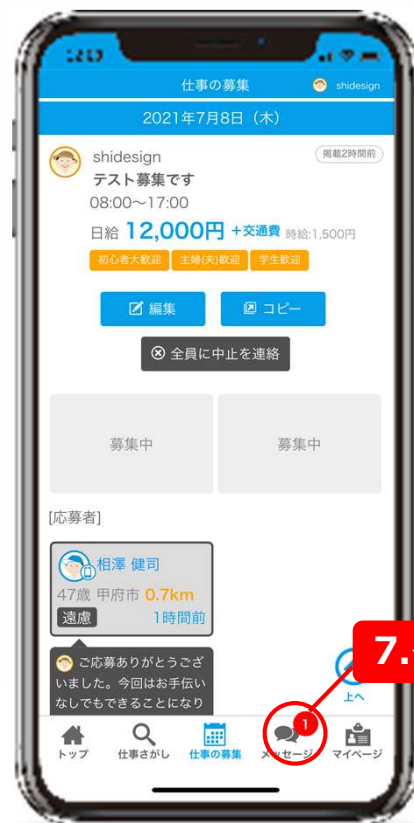 仕事の募集
shidesign
2021年7月8日（木）
shidesign
掲載2時間前
テスト募集です
08:00〜17:00
日給 12,000円 +交通費 時給:1,500円
初心者大歓迎 主婦(夫)歓迎 学生歓迎
編集
コピー
全員に中止を連絡
募集中
募集中
[応募者]
相澤 健司
47歳 甲府市 0.7km
遠慮 1時間前
ご応募ありがとうござ
いました。今回はお手伝い
なしでもできることになり
7.
上へ
1
トップ 仕事さがし 仕事の募集 メッセージ マイページ